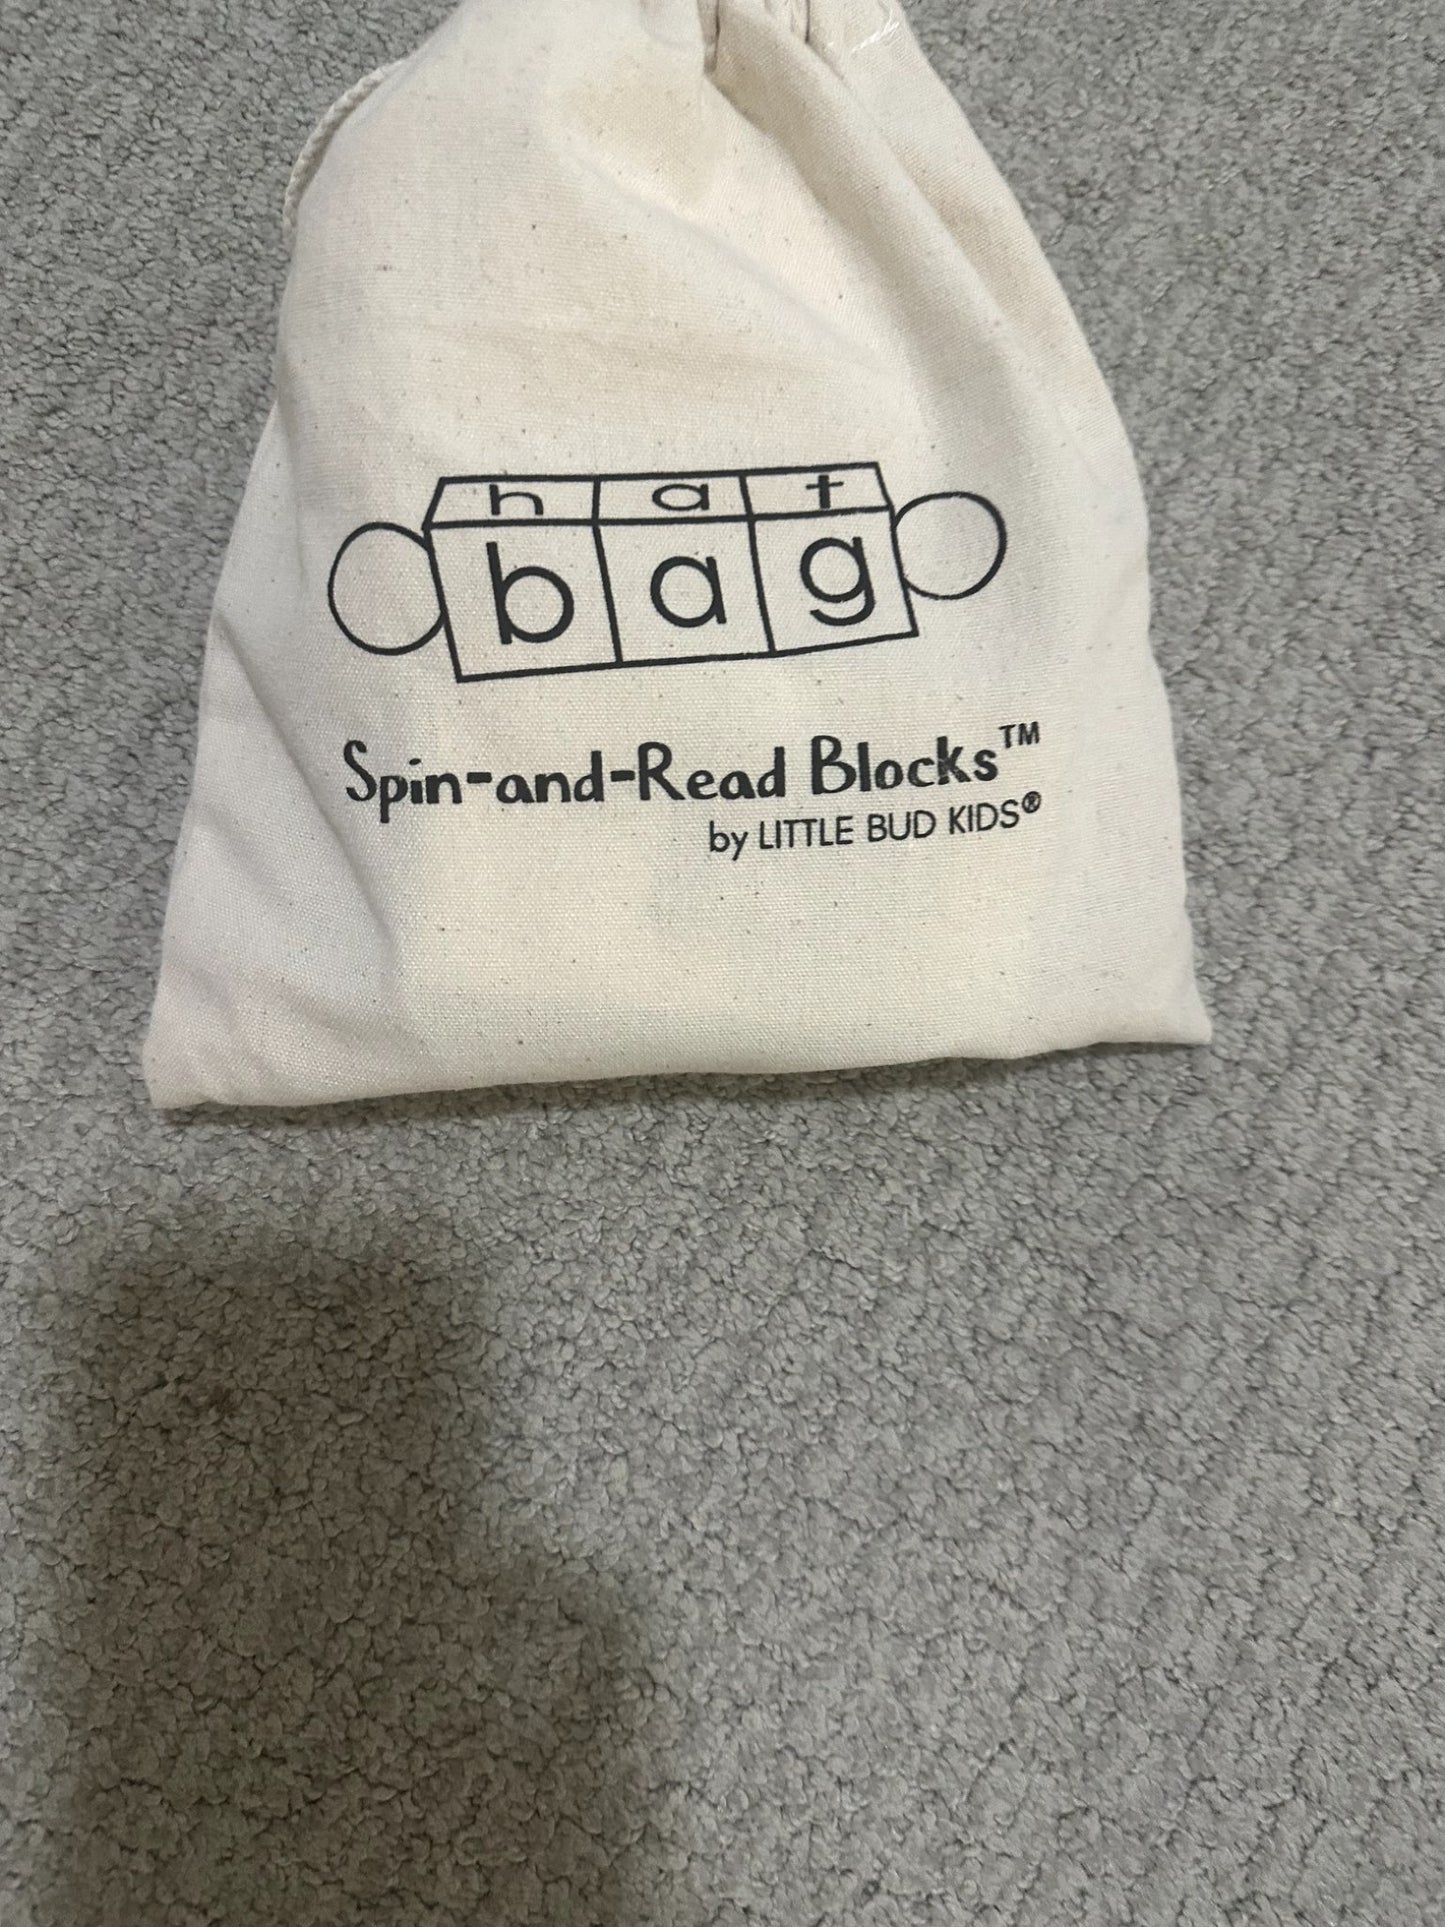 hat
bag
Spin-and-Read Blocks™
by LITTLE BUD KIDS®